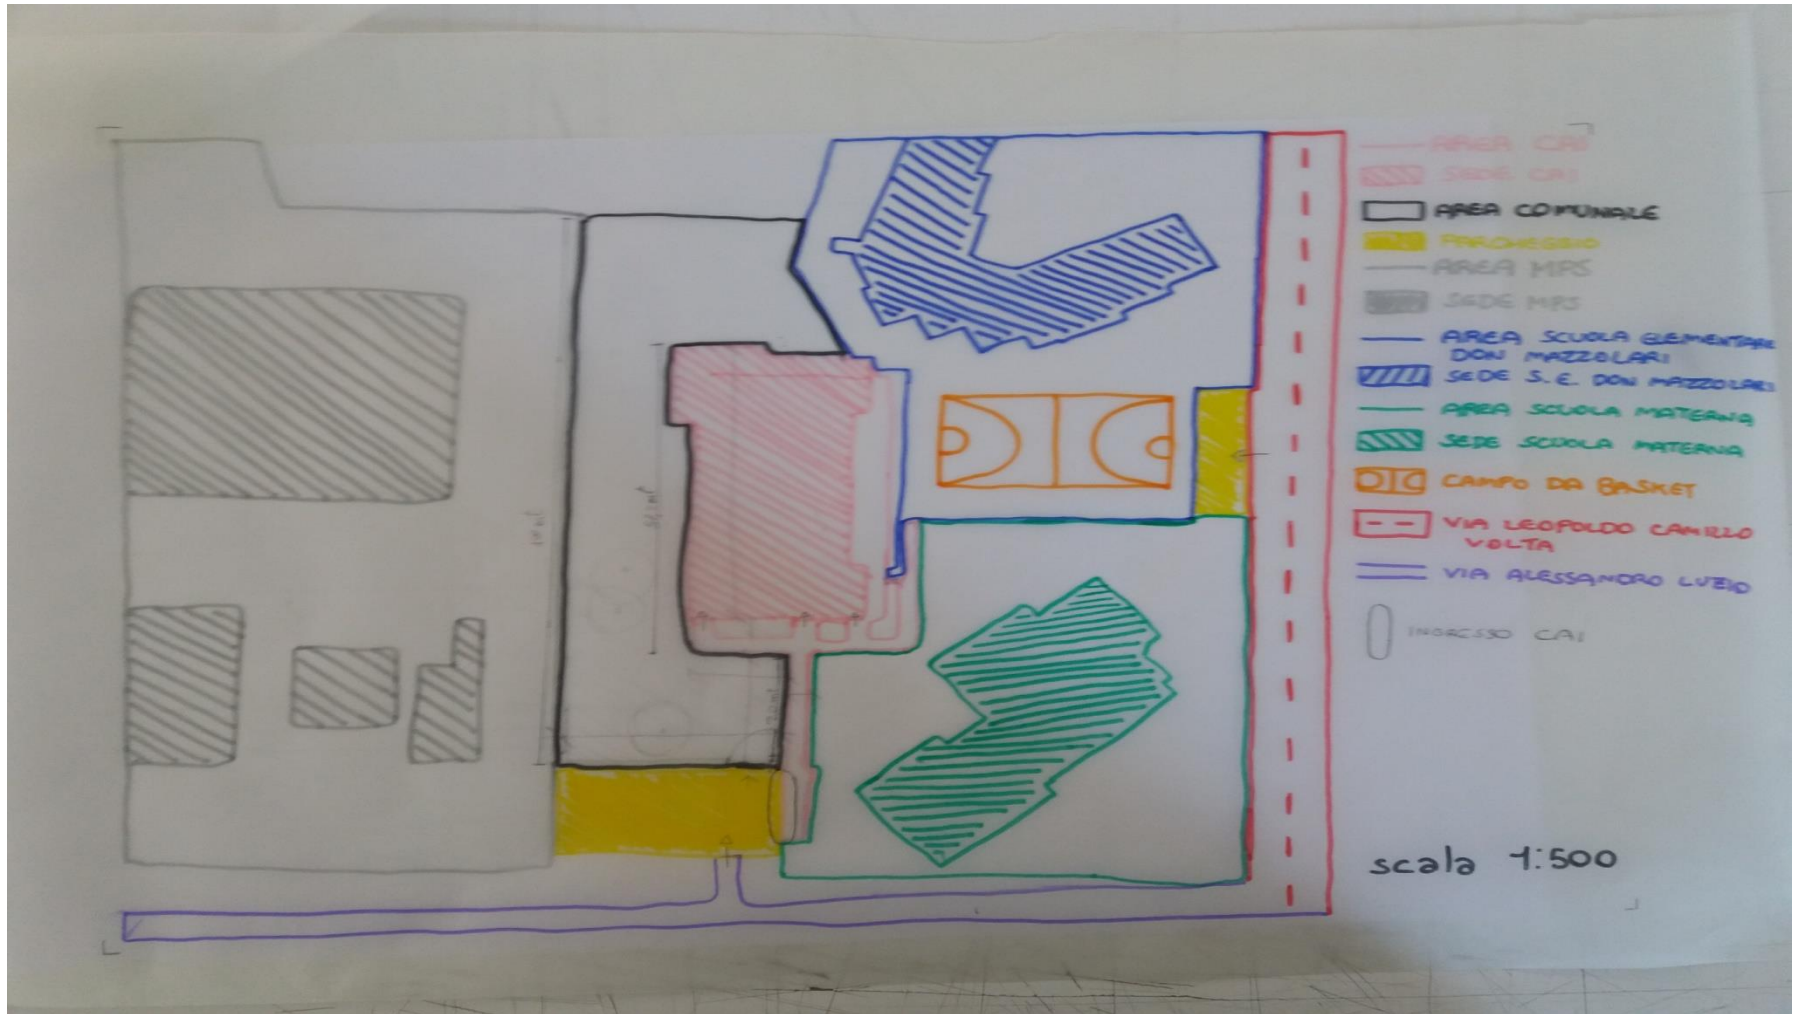 AREA CAI
SEDE CAI
AREA COMUNALE
PARCHEGGIO
AREA MPS
SEDE MPS
AREA SCUOLA ELEMENTARE
DON MAZZOLARI
SEDE S.E. DON MAZZOLARI
AREA SCUOLA MATERNA
SEDE SCUOLA MATERNA
CAMPO DA BASKET
VIA LEOPOLDO CAMILLO
VOLTA
VIA ALESSANDRO LUZIO
INGRESSO CAI
scala 1:500